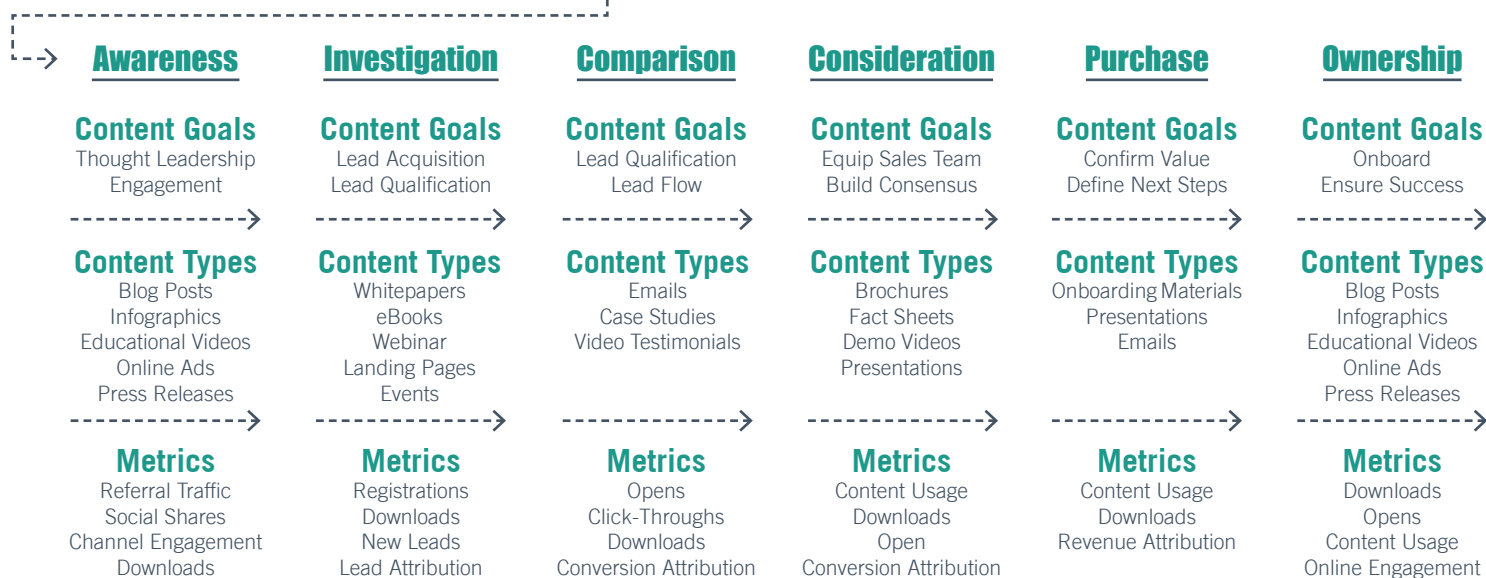 Awareness
Content Goals
Thought Leadership
Engagement
Content Types
Blog Posts
Infographics
Educational Videos
Online Ads
Press Releases
Metrics
Referral Traffic
Social Shares
Channel Engagement
Downloads
Investigation
Content Goals
Lead Acquisition
Lead Qualification
Content Types
Whitepapers
eBooks
Webinar
Landing Pages
Events
Metrics
Registrations
Downloads
New Leads
Lead Attribution
Comparison
Content Goals
Lead Qualification
Lead Flow
Content Types
Emails
Case Studies
Video Testimonials
Metrics
Opens
Click-Throughs
Downloads
Conversion Attribution
Consideration
Content Goals
Equip Sales Team
Build Consensus
Content Types
Brochures
Fact Sheets
Demo Videos
Presentations
Metrics
Content Usage
Downloads
Open
Conversion Attribution
Purchase
Content Goals
Confirm Value
Define Next Steps
Content Types
Onboarding Materials
Presentations
Emails
Metrics
Content Usage
Downloads
Revenue Attribution
Ownership
Content Goals
Onboard
Ensure Success
Content Types
Blog Posts
Infographics
Educational Videos
Online Ads
Press Releases
Metrics
Downloads
Opens
Content Usage
Online Engagement